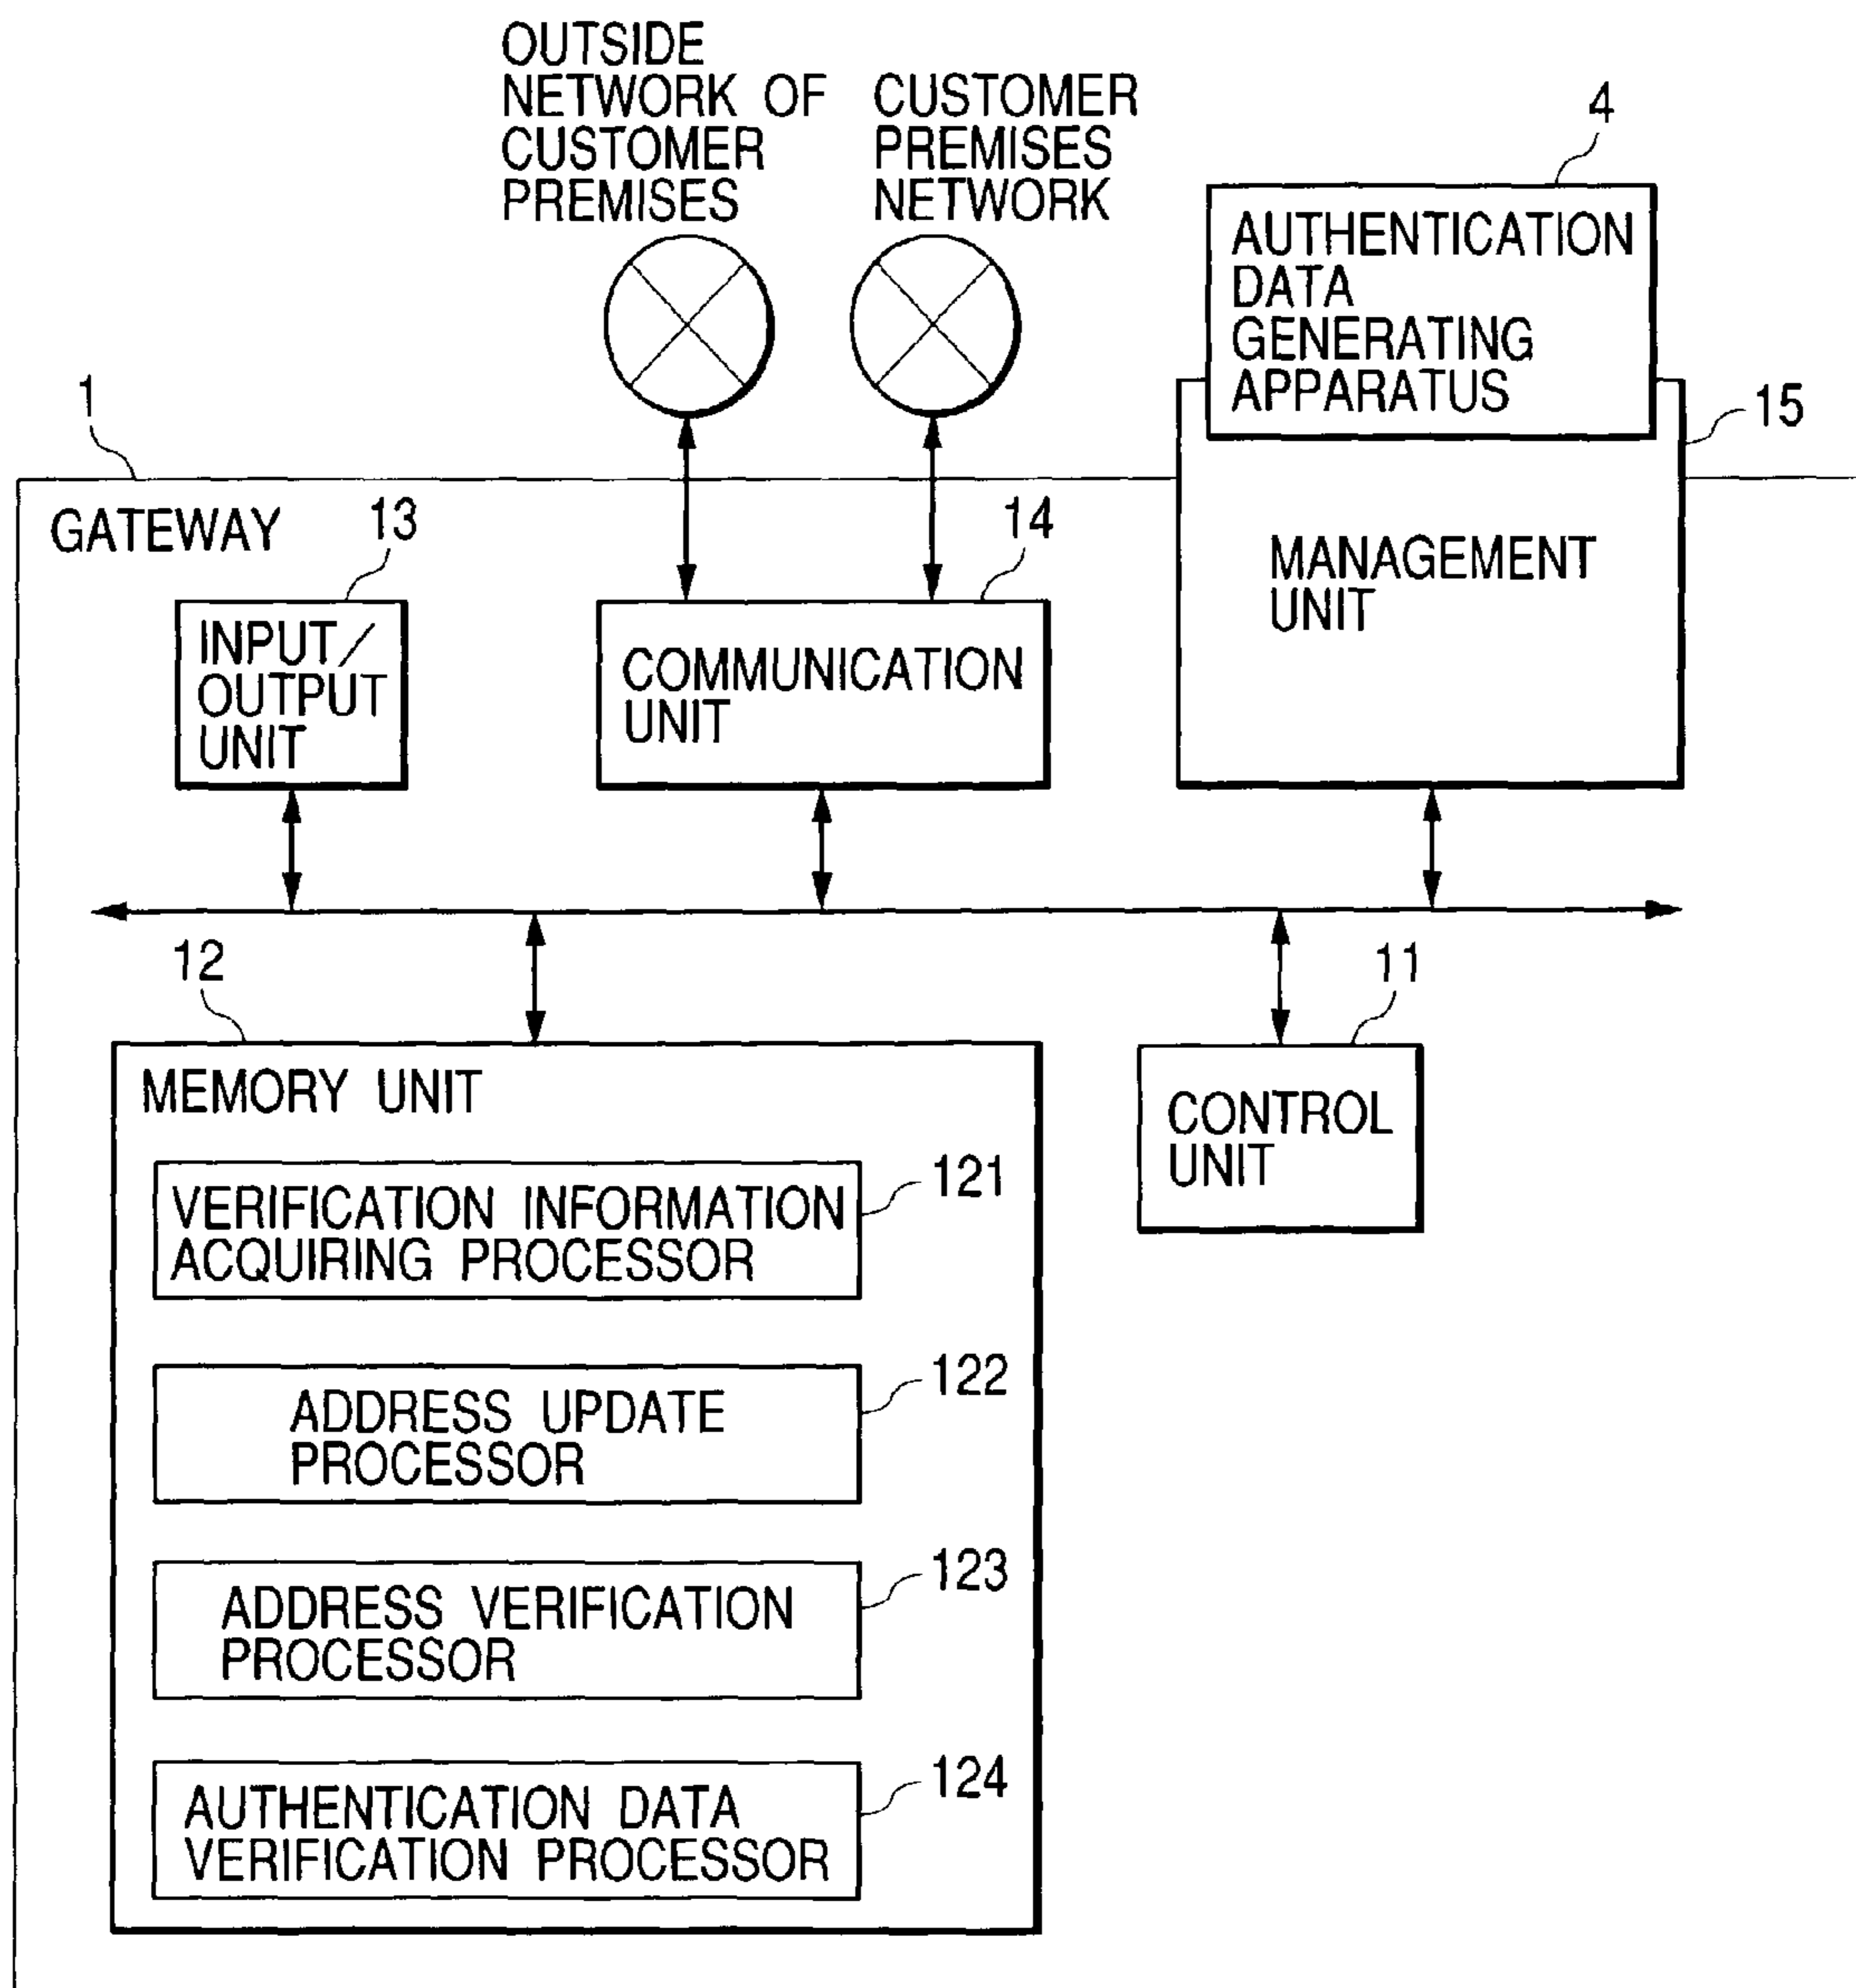 OUTSIDE
NETWORK OF
CUSTOMER
PREMISES
CUSTOMER
PREMISES
NETWORK
4
AUTHENTICATION
DATA
GENERATING
APPARATUS
1
15
GATEWAY
13
14
MANAGEMENT
UNIT
INPUT/
OUTPUT
UNIT
COMMUNICATION
UNIT
12
11
MEMORY UNIT
CONTROL
UNIT
121
VERIFICATION INFORMATION
ACQUIRING PROCESSOR
122
ADDRESS UPDATE
PROCESSOR
123
ADDRESS VERIFICATION
PROCESSOR
124
AUTHENTICATION DATA
VERIFICATION PROCESSOR